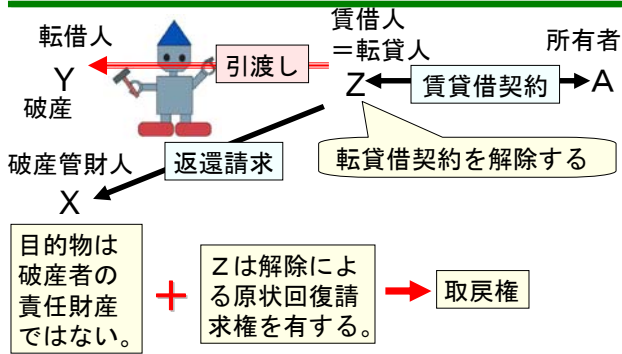 転借人
Y
破産
引渡し
賃借人
＝転貸人
Z
賃貸借契約
所有者
A
転貸借契約を解除する
返還請求
破産管財人
X
目的物は
破産者の
責任財産
ではない。
＋
Ｚは解除によ
る原状回復請
求権を有する。
取戻権